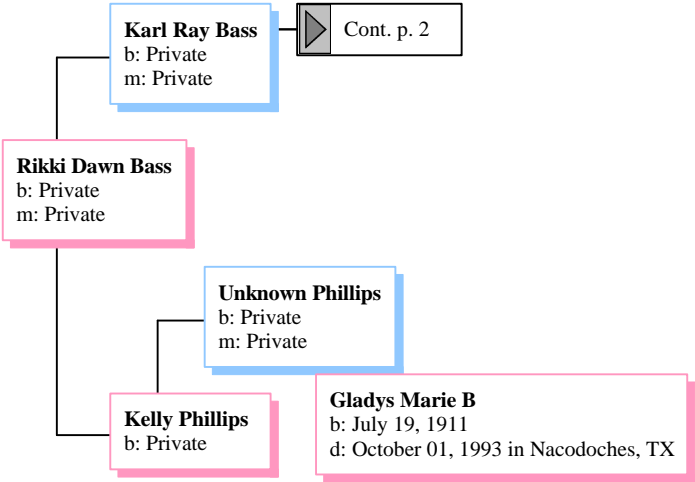 Karl Ray Bass
b: Private
m: Private
Cont. p. 2
Rikki Dawn Bass
b: Private
m: Private
Unknown Phillips
b: Private
m: Private
Kelly Phillips
b: Private
Gladys Marie B
b: July 19, 1911
d: October 01, 1993 in Nacodoches, TX